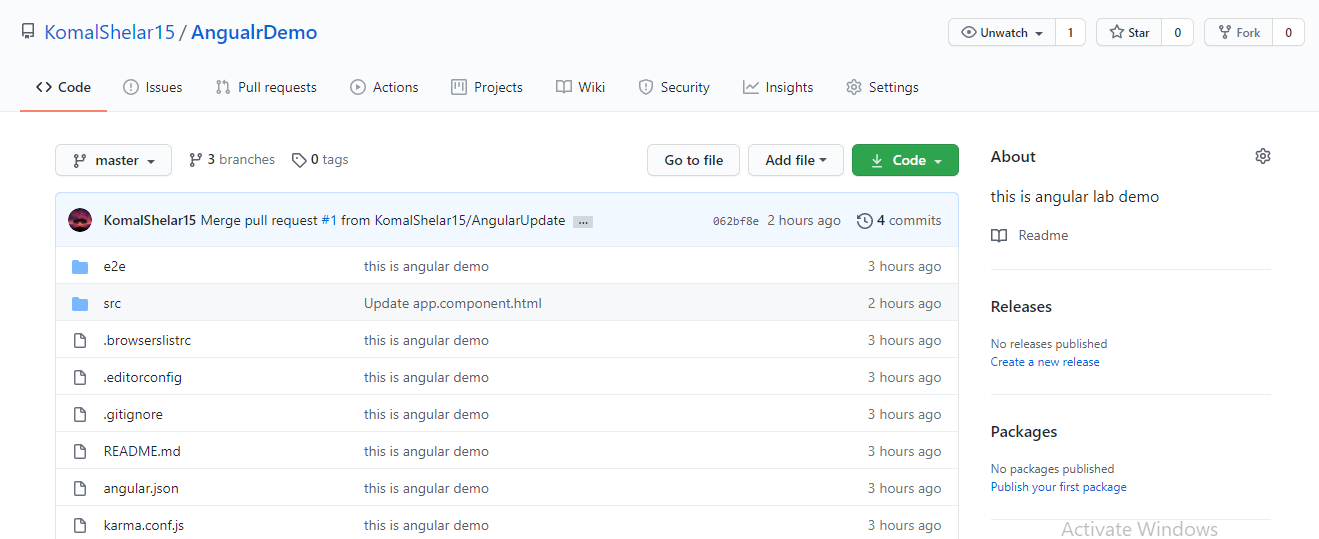 KomalShelar15 / AngualrDemo
Unwatch 1 Star 0 Fork 0
Code Issues Pull requests Actions Projects Wiki Security Insights Settings
master 3 branches 0 tags Go to file Add file Code
KomalShelar15 Merge pull request #1 from KomalShelar15/AngularUpdate ... 062bf8e 2 hours ago 4 commits
e2e this is angular demo 3 hours ago
src Update app.component.html 2 hours ago
.browserslistrc this is angular demo 3 hours ago
.editorconfig this is angular demo 3 hours ago
.gitignore this is angular demo 3 hours ago
README.md this is angular demo 3 hours ago
angular.json this is angular demo 3 hours ago
karma.conf.js this is angular demo 3 hours ago
About
this is angular lab demo
Readme
Releases
No releases published
Create a new release
Packages
No packages published
Publish your first package
Activate Windows